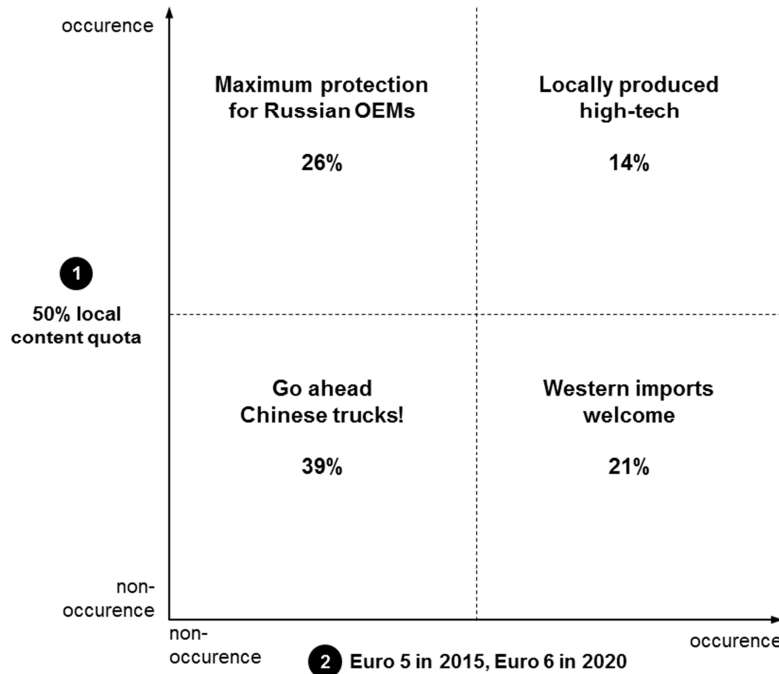 occurence
Maximum protection
for Russian OEMs
26%
Locally produced
high-tech
14%
1
50% local
content quota
Go ahead
Chinese trucks!
39%
Western imports
welcome
21%
non-
occurence
non-
occurence
occurence
2 Euro 5 in 2015, Euro 6 in 2020